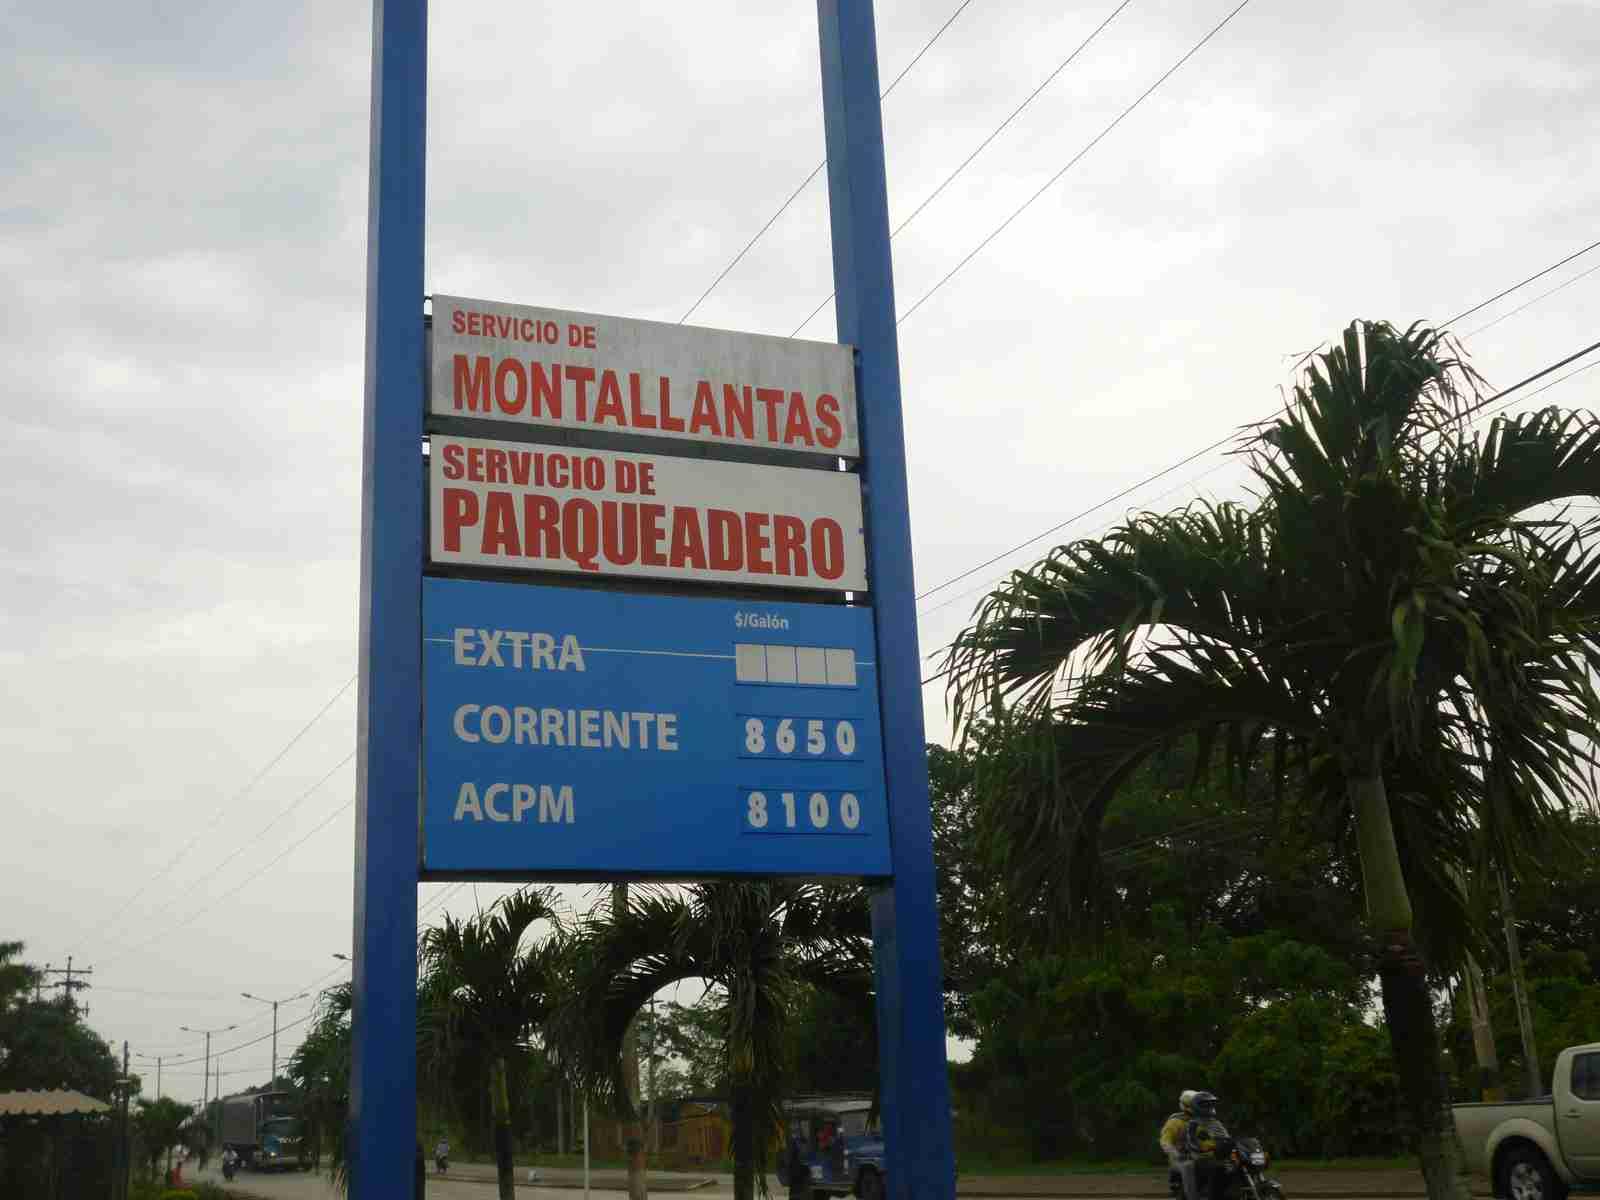 SERVICIO DE
MONTALLANTAS
SERVICIO DE
PARQUEADERO
$/Galón
EXTRA
CORRIENTE 8650
ACPM 8100